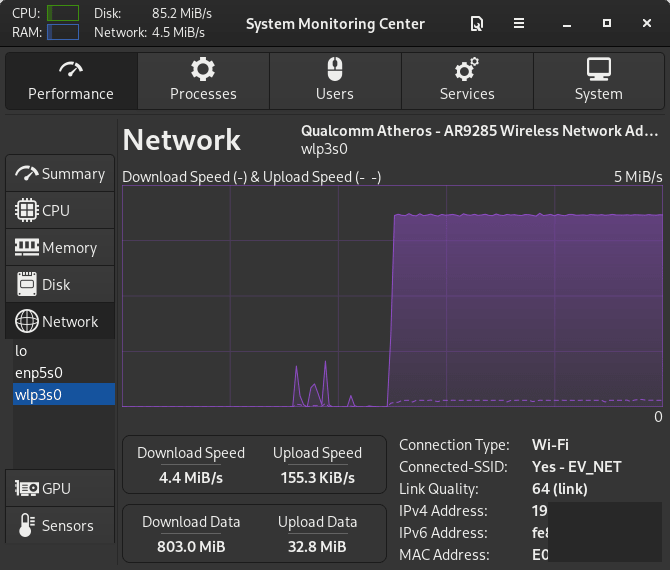 CPU: Disk: 85.2 MiB/s
RAM: Network: 4.5 MiB/s
System Monitoring Center
Performance Processes Users Services System
Network
Qualcomm Atheros - AR9285 Wireless Network Ad...
wlp3s0
Download Speed (-) & Upload Speed (- -) 5 MiB/s
Summary
CPU
Memory
Disk
Network
lo
enp5s0
wlp3s0
GPU
Sensors
0
Download Speed Upload Speed
4.4 MiB/s 155.3 KiB/s
Download Data Upload Data
803.0 MiB 32.8 MiB
Connection Type: Wi-Fi
Connected-SSID: Yes - EV_NET
Link Quality: 64 (link)
IPv4 Address: 19
IPv6 Address: fe8
MAC Address: E0